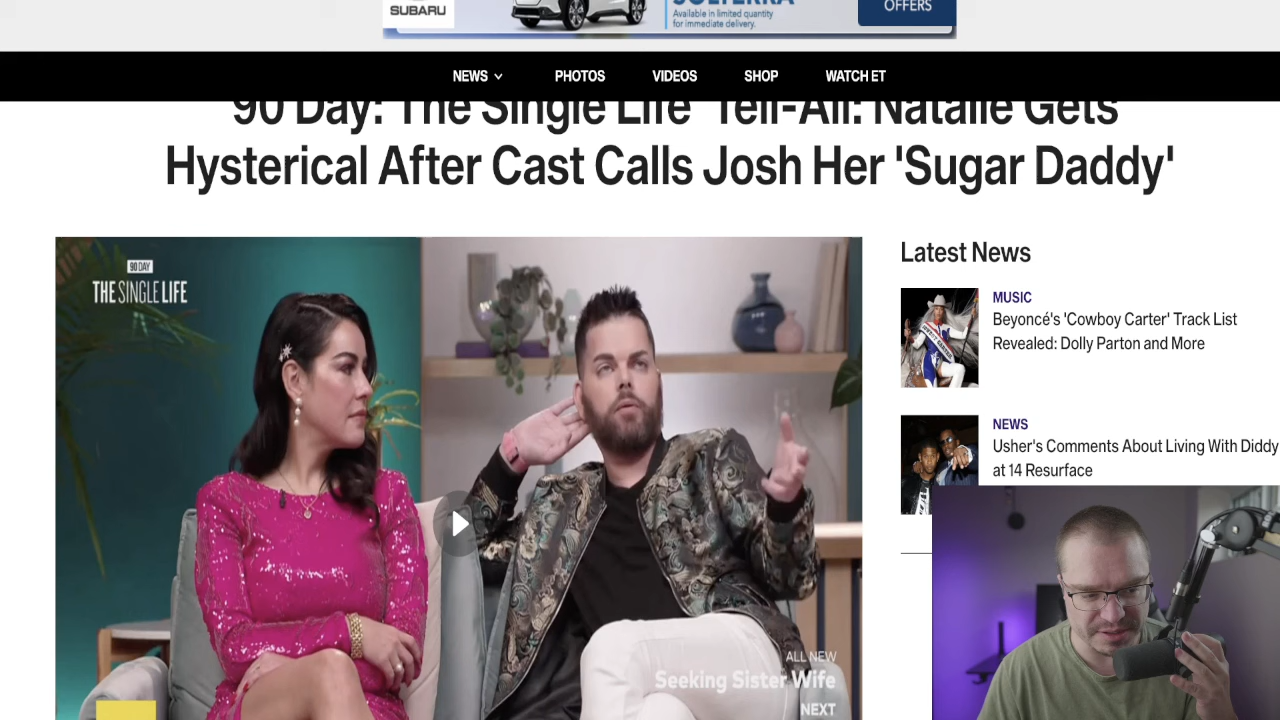 SUBARU
SOLTERRA
Available in limited quantity
for immediate delivery.
OFFERS
NEWS
PHOTOS
VIDEOS
SHOP
WATCH ET
'90 Day: The Single Life' Tell-All: Natalie Gets
Hysterical After Cast Calls Josh Her 'Sugar Daddy'
90 DAY
THE SINGLE LIFE
ALL NEW
Seeking Sister Wife
NEXT
Latest News
MUSIC
Beyoncé's 'Cowboy Carter' Track List
Revealed: Dolly Parton and More
NEWS
Usher's Comments About Living With Diddy
at 14 Resurface